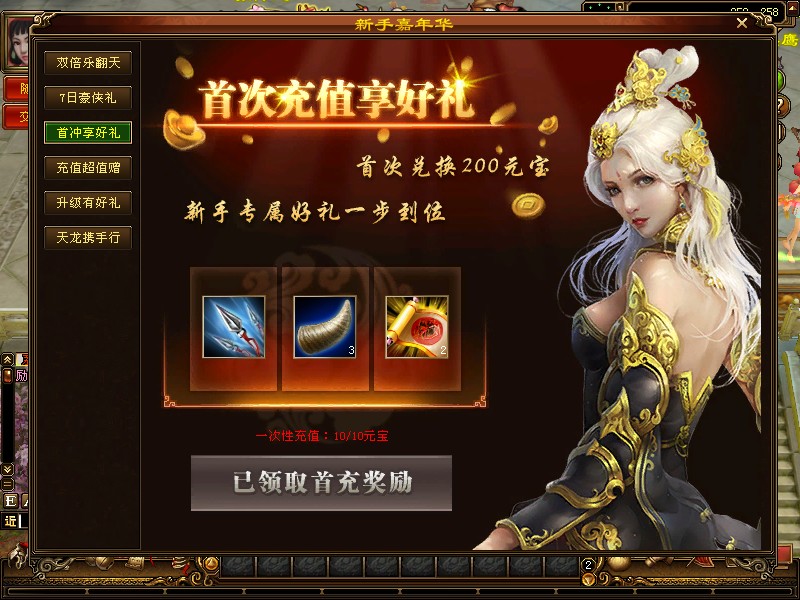 新手嘉年华
双倍乐翻天
7日豪侠礼
首冲享好礼
充值超值赠
升级有好礼
天龙携手行
首次充值享好礼
首次兑换200元宝
新手专属好礼一步到位
3
2
一次性充值：10/10元宝
已领取首充奖励
鹰
励
E
近
2